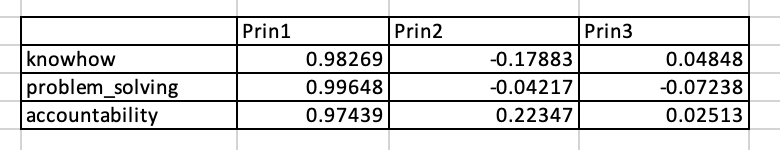 Prin1 Prin2 Prin3
knowhow 0.98269 -0.17883 0.04848
problem_solving 0.99648 -0.04217 -0.07238
accountability 0.97439 0.22347 0.02513